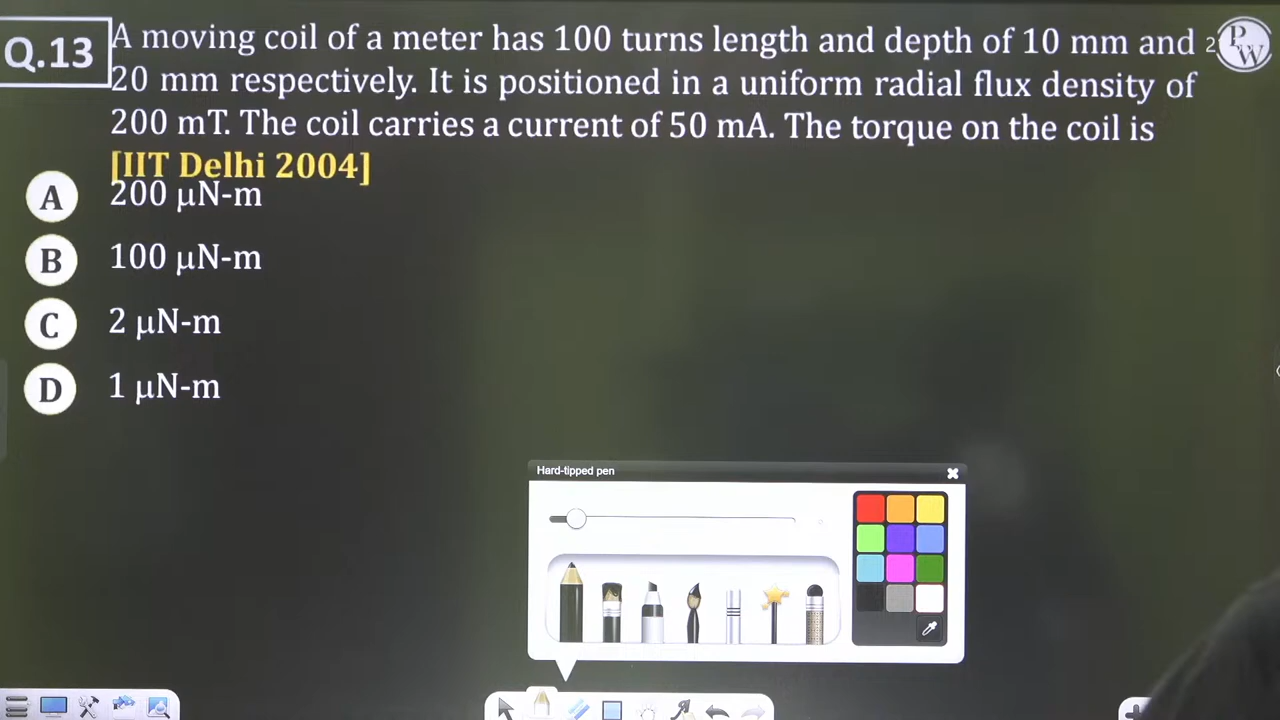 Q.13
A moving coil of a meter has 100 turns length and depth of 10 mm and
20 mm respectively. It is positioned in a uniform radial flux density of
200 mT. The coil carries a current of 50 mA. The torque on the coil is
[IIT Delhi 2004]
A 200 μN-m
B 100 μN-m
C 2 μN-m
D 1 μN-m
PW
Hard-tipped pen